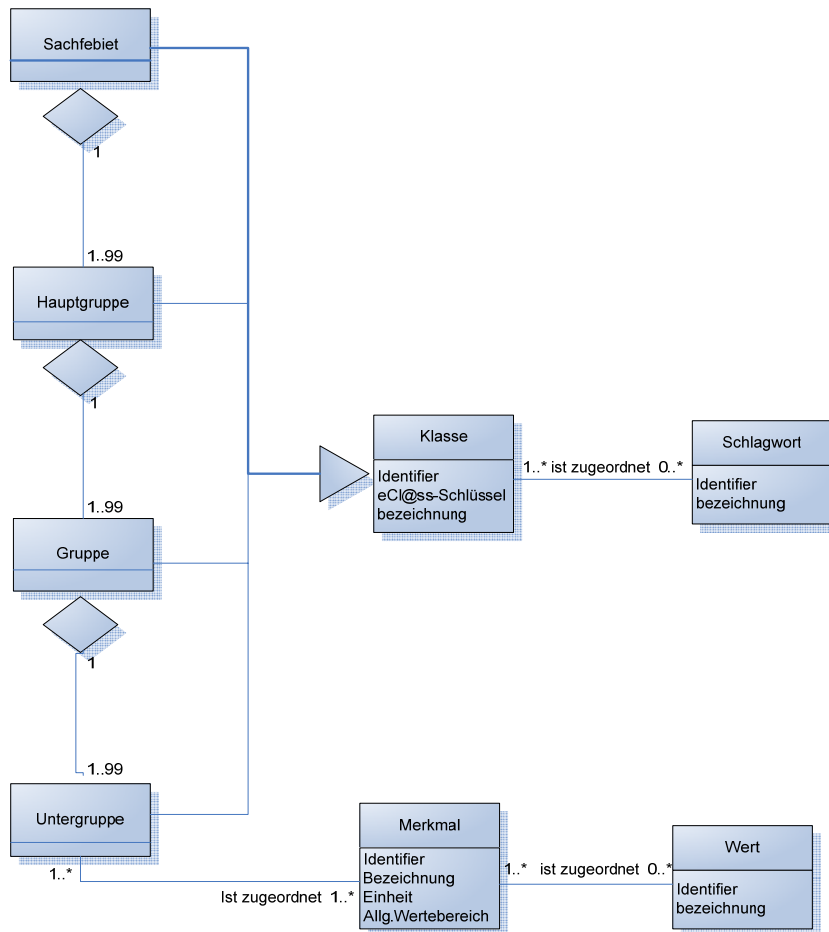 Sachfebiet
1
1..99
Hauptgruppe
1
1..99
Gruppe
1
1..99
Untergruppe
1..*
Klasse
Identifier
eCl@ss-Schlüssel
bezeichnung
1..* ist zugeordnet 0..*
Schlagwort
Identifier
bezeichnung
Ist zugeordnet 1..*
Merkmal
Identifier
Bezeichnung
Einheit
Allg.Wertebereich
1..* ist zugeordnet 0..*
Wert
Identifier
bezeichnung